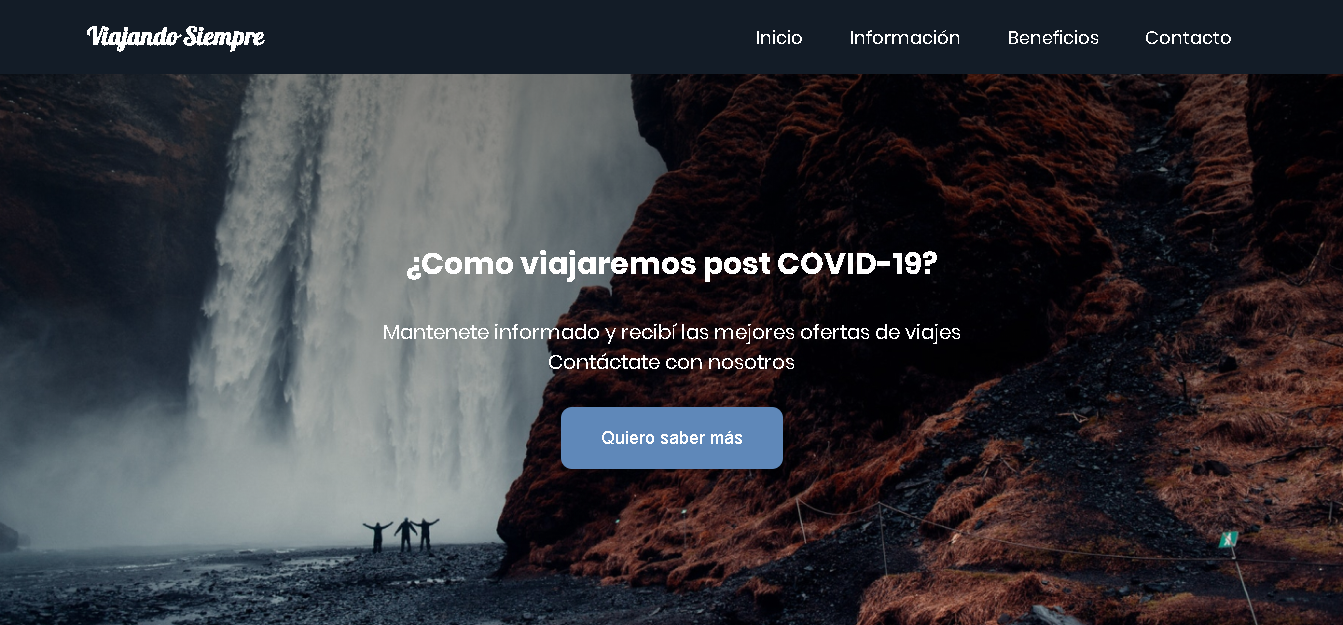 Viajando Siempre
Inicio Información Beneficios Contacto
¿Como viajaremos post COVID-19?
Mantenete informado y recibí las mejores ofertas de viajes
Contáctate con nosotros
Quiero saber más